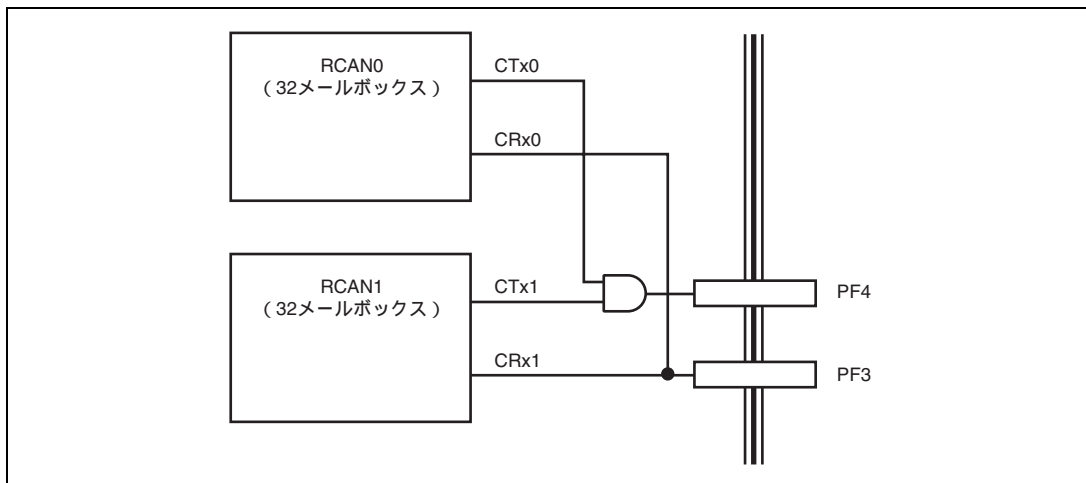 RCAN0
（32メールボックス）
CTx0
CRx0
RCAN1
（32メールボックス）
CTx1
CRx1
PF4
PF3